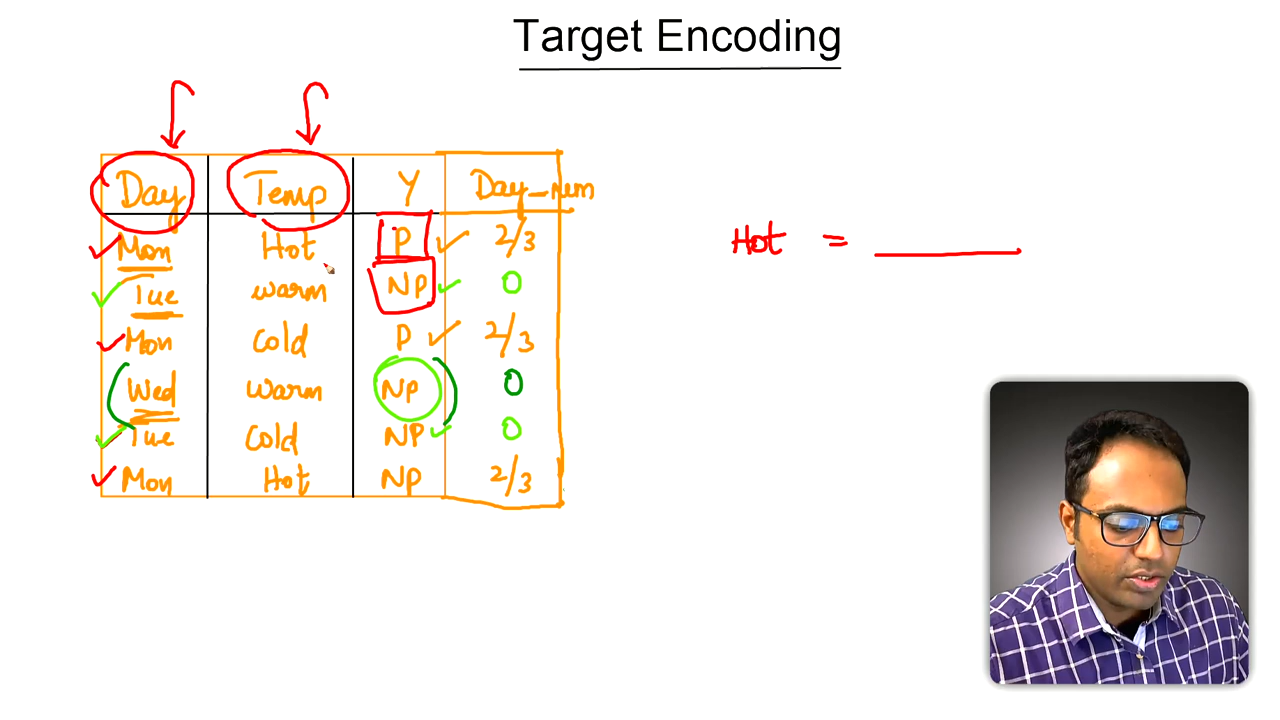 Target Encoding
Day Temp Y Day_num
Mon Hot P 2/3
Tue warm NP 0
Mon Cold P 2/3
Wed warm NP 0
Tue Cold NP 0
Mon Hot NP 2/3
Hot =